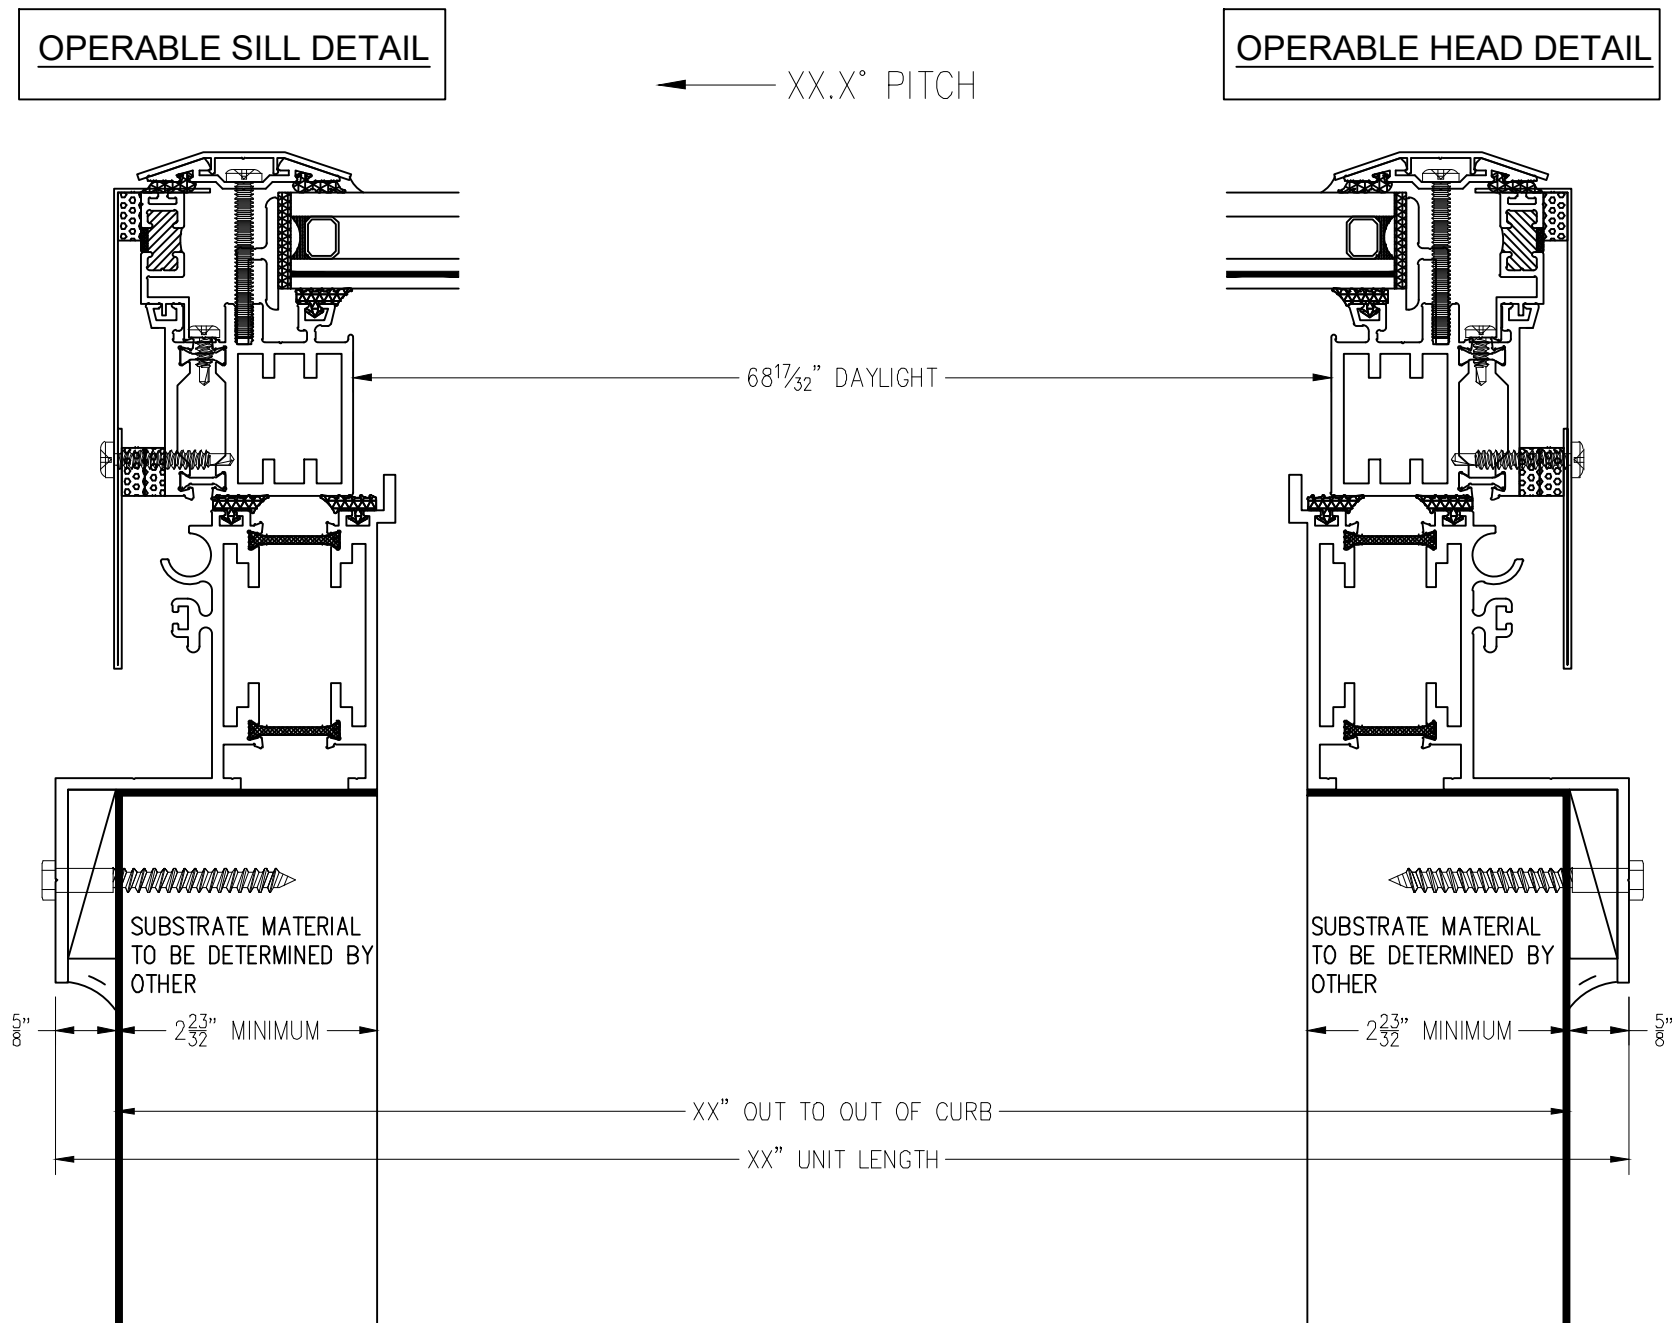 OPERABLE SILL DETAIL
OPERABLE HEAD DETAIL
XX.X° PITCH
68 17/32" DAYLIGHT
SUBSTRATE MATERIAL
TO BE DETERMINED BY
OTHER
SUBSTRATE MATERIAL
TO BE DETERMINED BY
OTHER
5/8"
2 23/32" MINIMUM
2 23/32" MINIMUM
5/8"
XX" OUT TO OUT OF CURB
XX" UNIT LENGTH